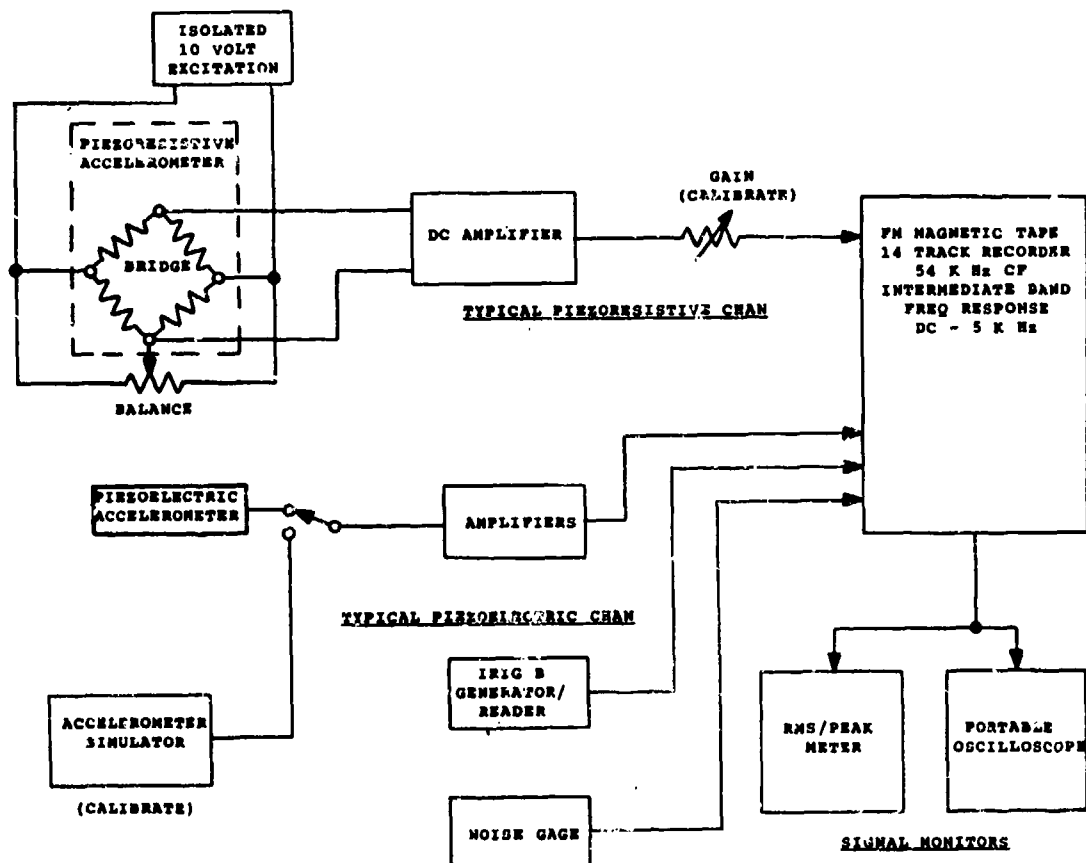 ISOLATED
10 VOLT
EXCITATION
PIEZORESISTIVE
ACCELEROMETER
BRIDGE
BALANCE
DC AMPLIFIER
GAIN
(CALIBRATE)
TYPICAL PIEZORESISTIVE CHAN
FM MAGNETIC TAPE
14 TRACK RECORDER
54 K Hz CF
INTERMEDIATE BAND
FREQ RESPONSE
DC - 5 K Hz
PIEZOELECTRIC
ACCELEROMETER
AMPLIFIERS
TYPICAL PIEZOELECTRIC CHAN
ACCELEROMETER
SIMULATOR
(CALIBRATE)
IRIG B
GENERATOR/
READER
NOISE GAGE
RMS/PEAK
METER
PORTABLE
OSCILLOSCOPE
SIGNAL MONITORS